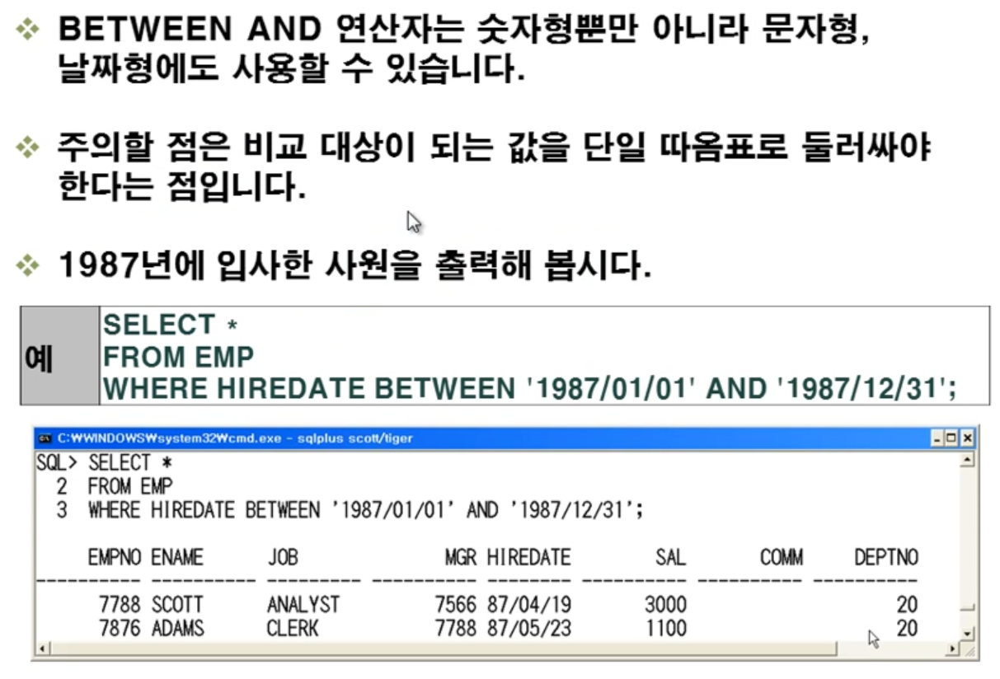 ❖ BETWEEN AND 연산자는 숫자형뿐만 아니라 문자형,
날짜형에도 사용할 수 있습니다.
❖ 주의할 점은 비교 대상이 되는 값을 단일 따옴표로 둘러싸야
한다는 점입니다.
❖ 1987년에 입사한 사원을 출력해 봅시다.
예
SELECT *
FROM EMP
WHERE HIREDATE BETWEEN '1987/01/01' AND '1987/12/31';
C:₩WINDOWS₩system32₩cmd.exe - sqlplus scott/tiger
SQL> SELECT *
2 FROM EMP
3 WHERE HIREDATE BETWEEN '1987/01/01' AND '1987/12/31';
EMPNO ENAME JOB MGR HIREDATE SAL COMM DEPTNO
---------- ---------- --------- ---------- -------- ---------- ---------- ----------
7788 SCOTT ANALYST 7566 87/04/19 3000 20
7876 ADAMS CLERK 7788 87/05/23 1100 20